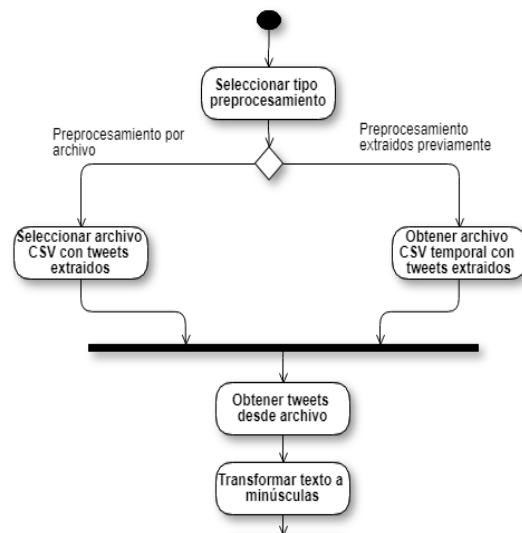 Seleccionar tipo
preprocesamiento
Preprocesamiento por
archivo
Preprocesamiento
extraidos previamente
Seleccionar archivo
CSV con tweets
extraidos
Obtener archivo
CSV temporal con
tweets extraidos
Obtener tweets
desde archivo
Transformar texto a
minúsculas